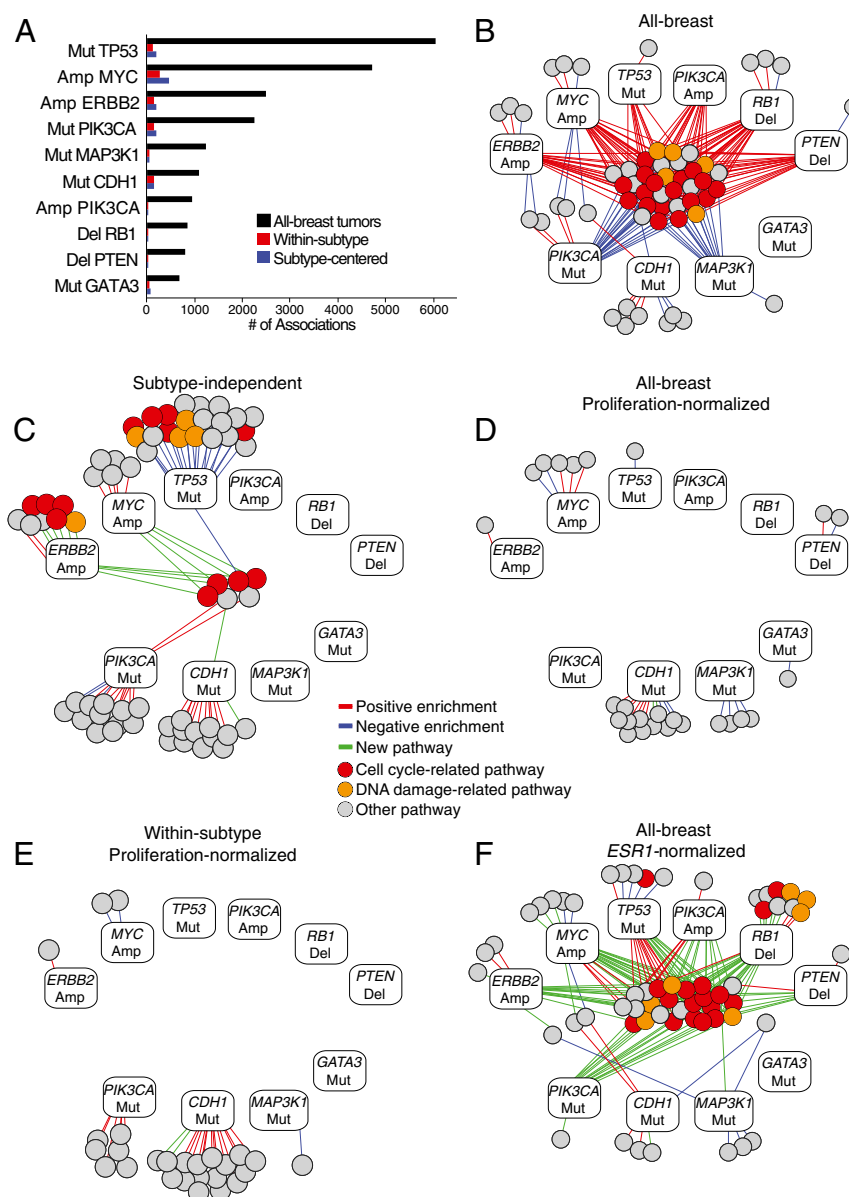 A
Mut TP53
Amp MYC
Amp ERBB2
Mut PIK3CA
Mut MAP3K1
Mut CDH1
Amp PIK3CA
Del RB1
Del PTEN
Mut GATA3
All-breast tumors
Within-subtype
Subtype-centered
0 1000 2000 3000 4000 5000 6000
# of Associations
B
All-breast
TP53
Mut
PIK3CA
Amp
MYC
Amp
RB1
Del
ERBB2
Amp
PTEN
Del
GATA3
Mut
PIK3CA
Mut
CDH1
Mut
MAP3K1
Mut
C
Subtype-independent
TP53
Mut
PIK3CA
Amp
MYC
Amp
RB1
Del
ERBB2
Amp
PTEN
Del
GATA3
Mut
PIK3CA
Mut
CDH1
Mut
MAP3K1
Mut
Positive enrichment
Negative enrichment
New pathway
Cell cycle-related pathway
DNA damage-related pathway
Other pathway
D
All-breast
Proliferation-normalized
TP53
Mut
PIK3CA
Amp
MYC
Amp
RB1
Del
ERBB2
Amp
PTEN
Del
GATA3
Mut
PIK3CA
Mut
CDH1
Mut
MAP3K1
Mut
E
Within-subtype
Proliferation-normalized
TP53
Mut
PIK3CA
Amp
MYC
Amp
RB1
Del
ERBB2
Amp
PTEN
Del
GATA3
Mut
PIK3CA
Mut
CDH1
Mut
MAP3K1
Mut
F
All-breast
ESR1-normalized
TP53
Mut
PIK3CA
Amp
MYC
Amp
RB1
Del
ERBB2
Amp
PTEN
Del
GATA3
Mut
PIK3CA
Mut
CDH1
Mut
MAP3K1
Mut